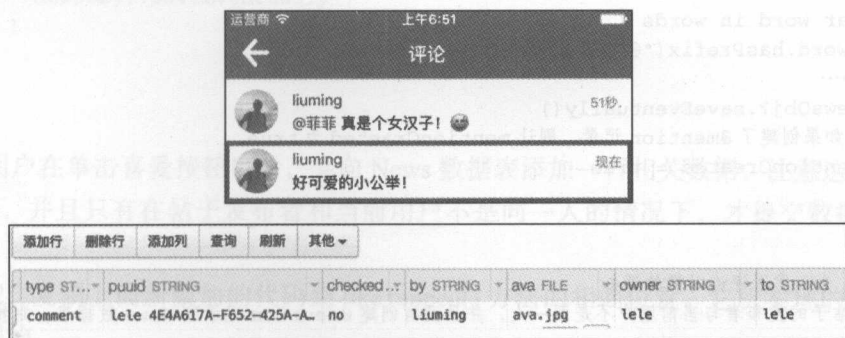 运营商 上午6:51
评论
liuming 51秒.
@菲菲 真是个女汉子！
liuming 现在
好可爱的小公举！
添加行 删除行 添加列 查询 刷新 其他
type ST... puuid STRING checked... by STRING ava FILE owner STRING to STRING
comment lele 4E4A617A-F652-425A-A... no liuming ava.jpg lele lele